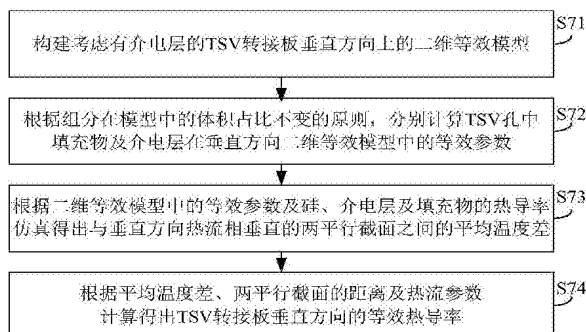 S71
构建考虑有介电层的TSV转接板垂直方向上的二维等效模型
S72
根据组分在模型中的体积占比不变的原则，分别计算TSV孔中
填充物及介电层在垂直方向二维等效模型中的等效参数
S73
根据二维等效模型中的等效参数及硅、介电层及填充物的热导率
仿真得出与垂直方向热流相垂直的两平行截面之间的平均温度差
S74
根据平均温度差、两平行截面的距离及热流参数
计算得出TSV转接板垂直方向的等效热导率